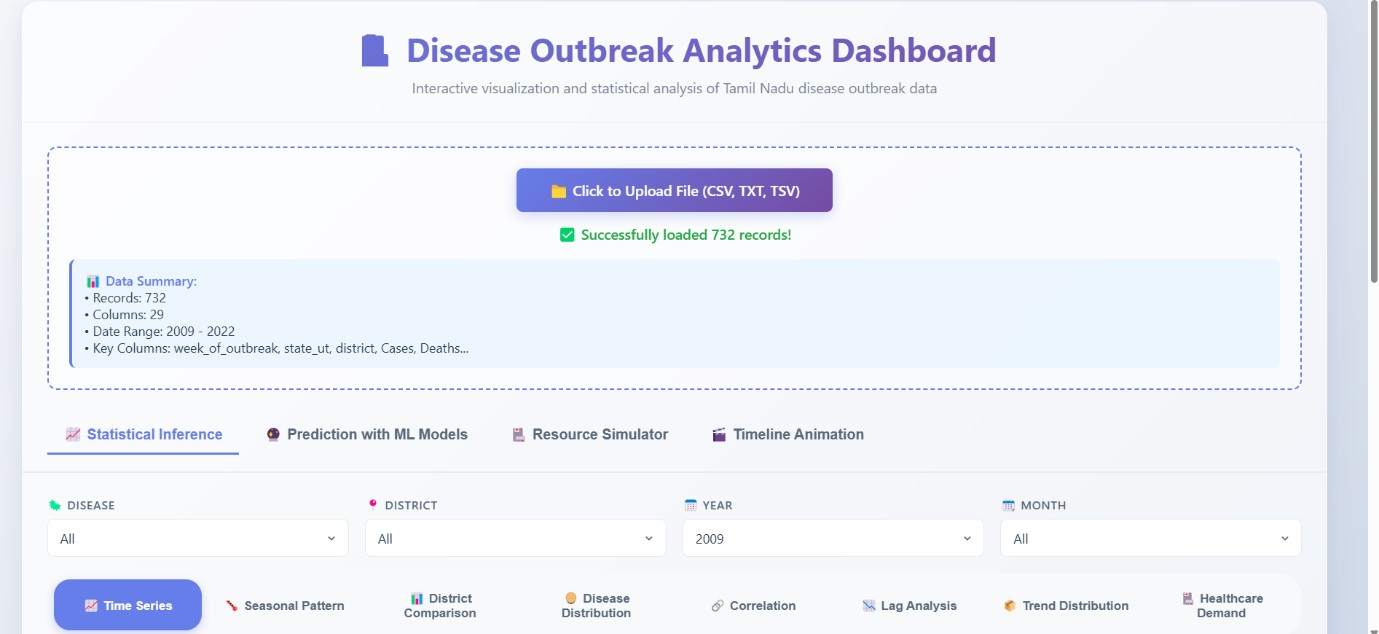 Disease Outbreak Analytics Dashboard
Interactive visualization and statistical analysis of Tamil Nadu disease outbreak data
Click to Upload File (CSV, TXT, TSV)
Successfully loaded 732 records!
Data Summary:
• Records: 732
• Columns: 29
• Date Range: 2009 - 2022
• Key Columns: week_of_outbreak, state_ut, district, Cases, Deaths...
Statistical Inference
Prediction with ML Models
Resource Simulator
Timeline Animation
DISEASE
DISTRICT
YEAR
MONTH
All
All
2009
All
Time Series
Seasonal Pattern
District
Comparison
Disease
Distribution
Correlation
Lag Analysis
Trend Distribution
Healthcare
Demand